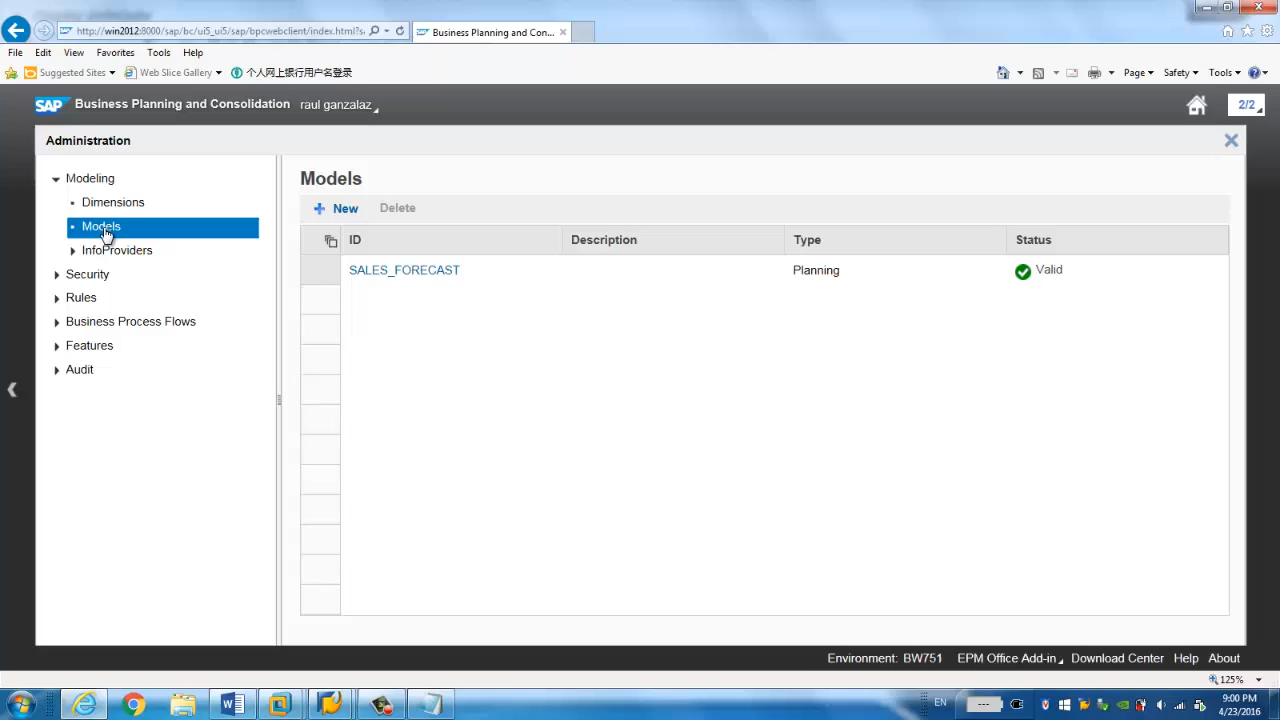 http://win2012:8000/sap/bc/ui5_ui5/sap/bpcwebclient/index.html?s
Business Planning and Con...
File Edit View Favorites Tools Help
Suggested Sites Web Slice Gallery 个人网上银行用户名登录
Page Safety Tools
SAP Business Planning and Consolidation raul ganzalaz
2/2
Administration
Modeling
Dimensions
Models
InfoProviders
Security
Rules
Business Process Flows
Features
Audit
Models
New Delete
ID Description Type Status
SALES_FORECAST Planning Valid
Environment: BW751 EPM Office Add-in Download Center Help About
125%
EN
9:00 PM
4/23/2016